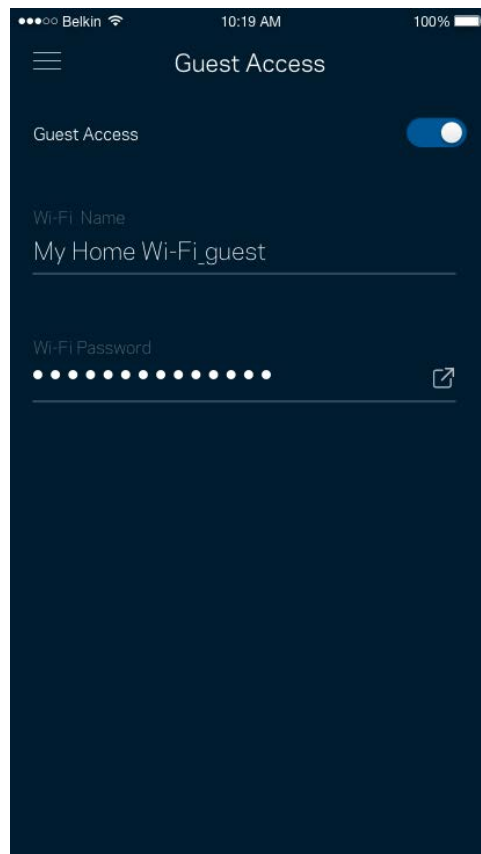 Belkin 10:19 AM 100%
Guest Access
Guest Access
Wi-Fi Name
My Home Wi-Fi_guest
Wi-Fi Password
●●●●●●●●●●●●●●